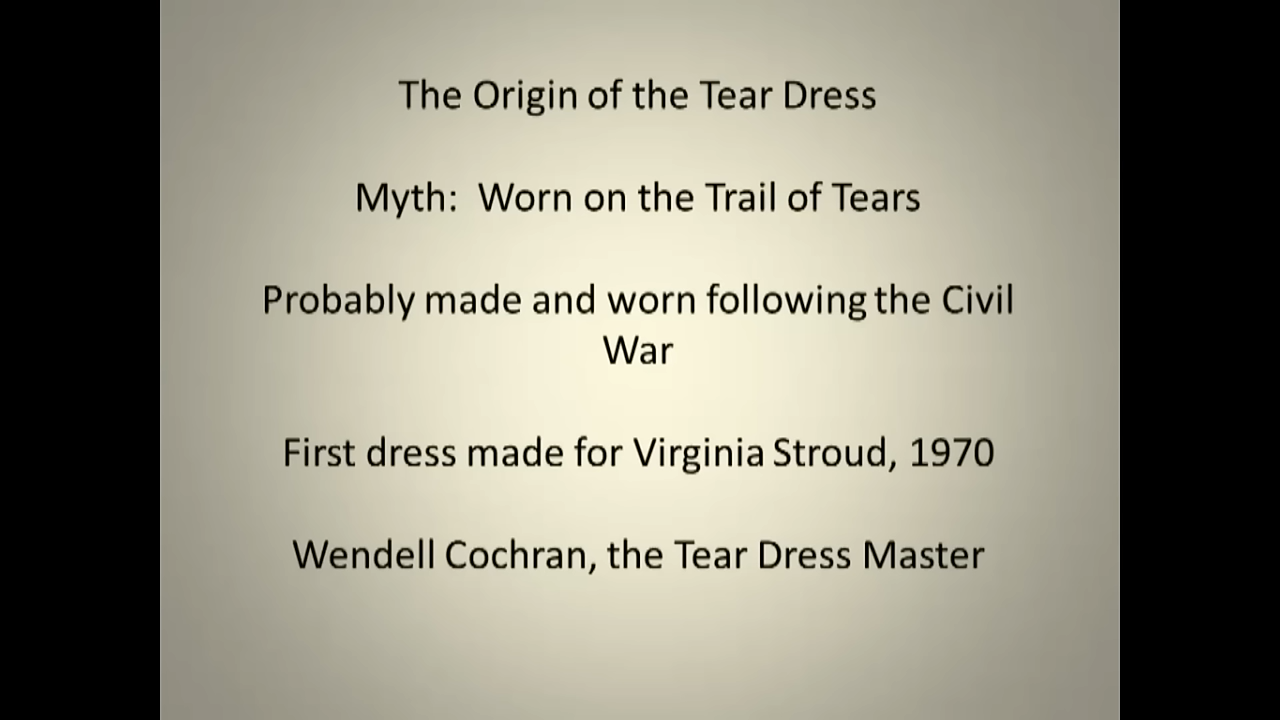 The Origin of the Tear Dress
Myth:  Worn on the Trail of Tears
Probably made and worn following the Civil
War
First dress made for Virginia Stroud, 1970
Wendell Cochran, the Tear Dress Master